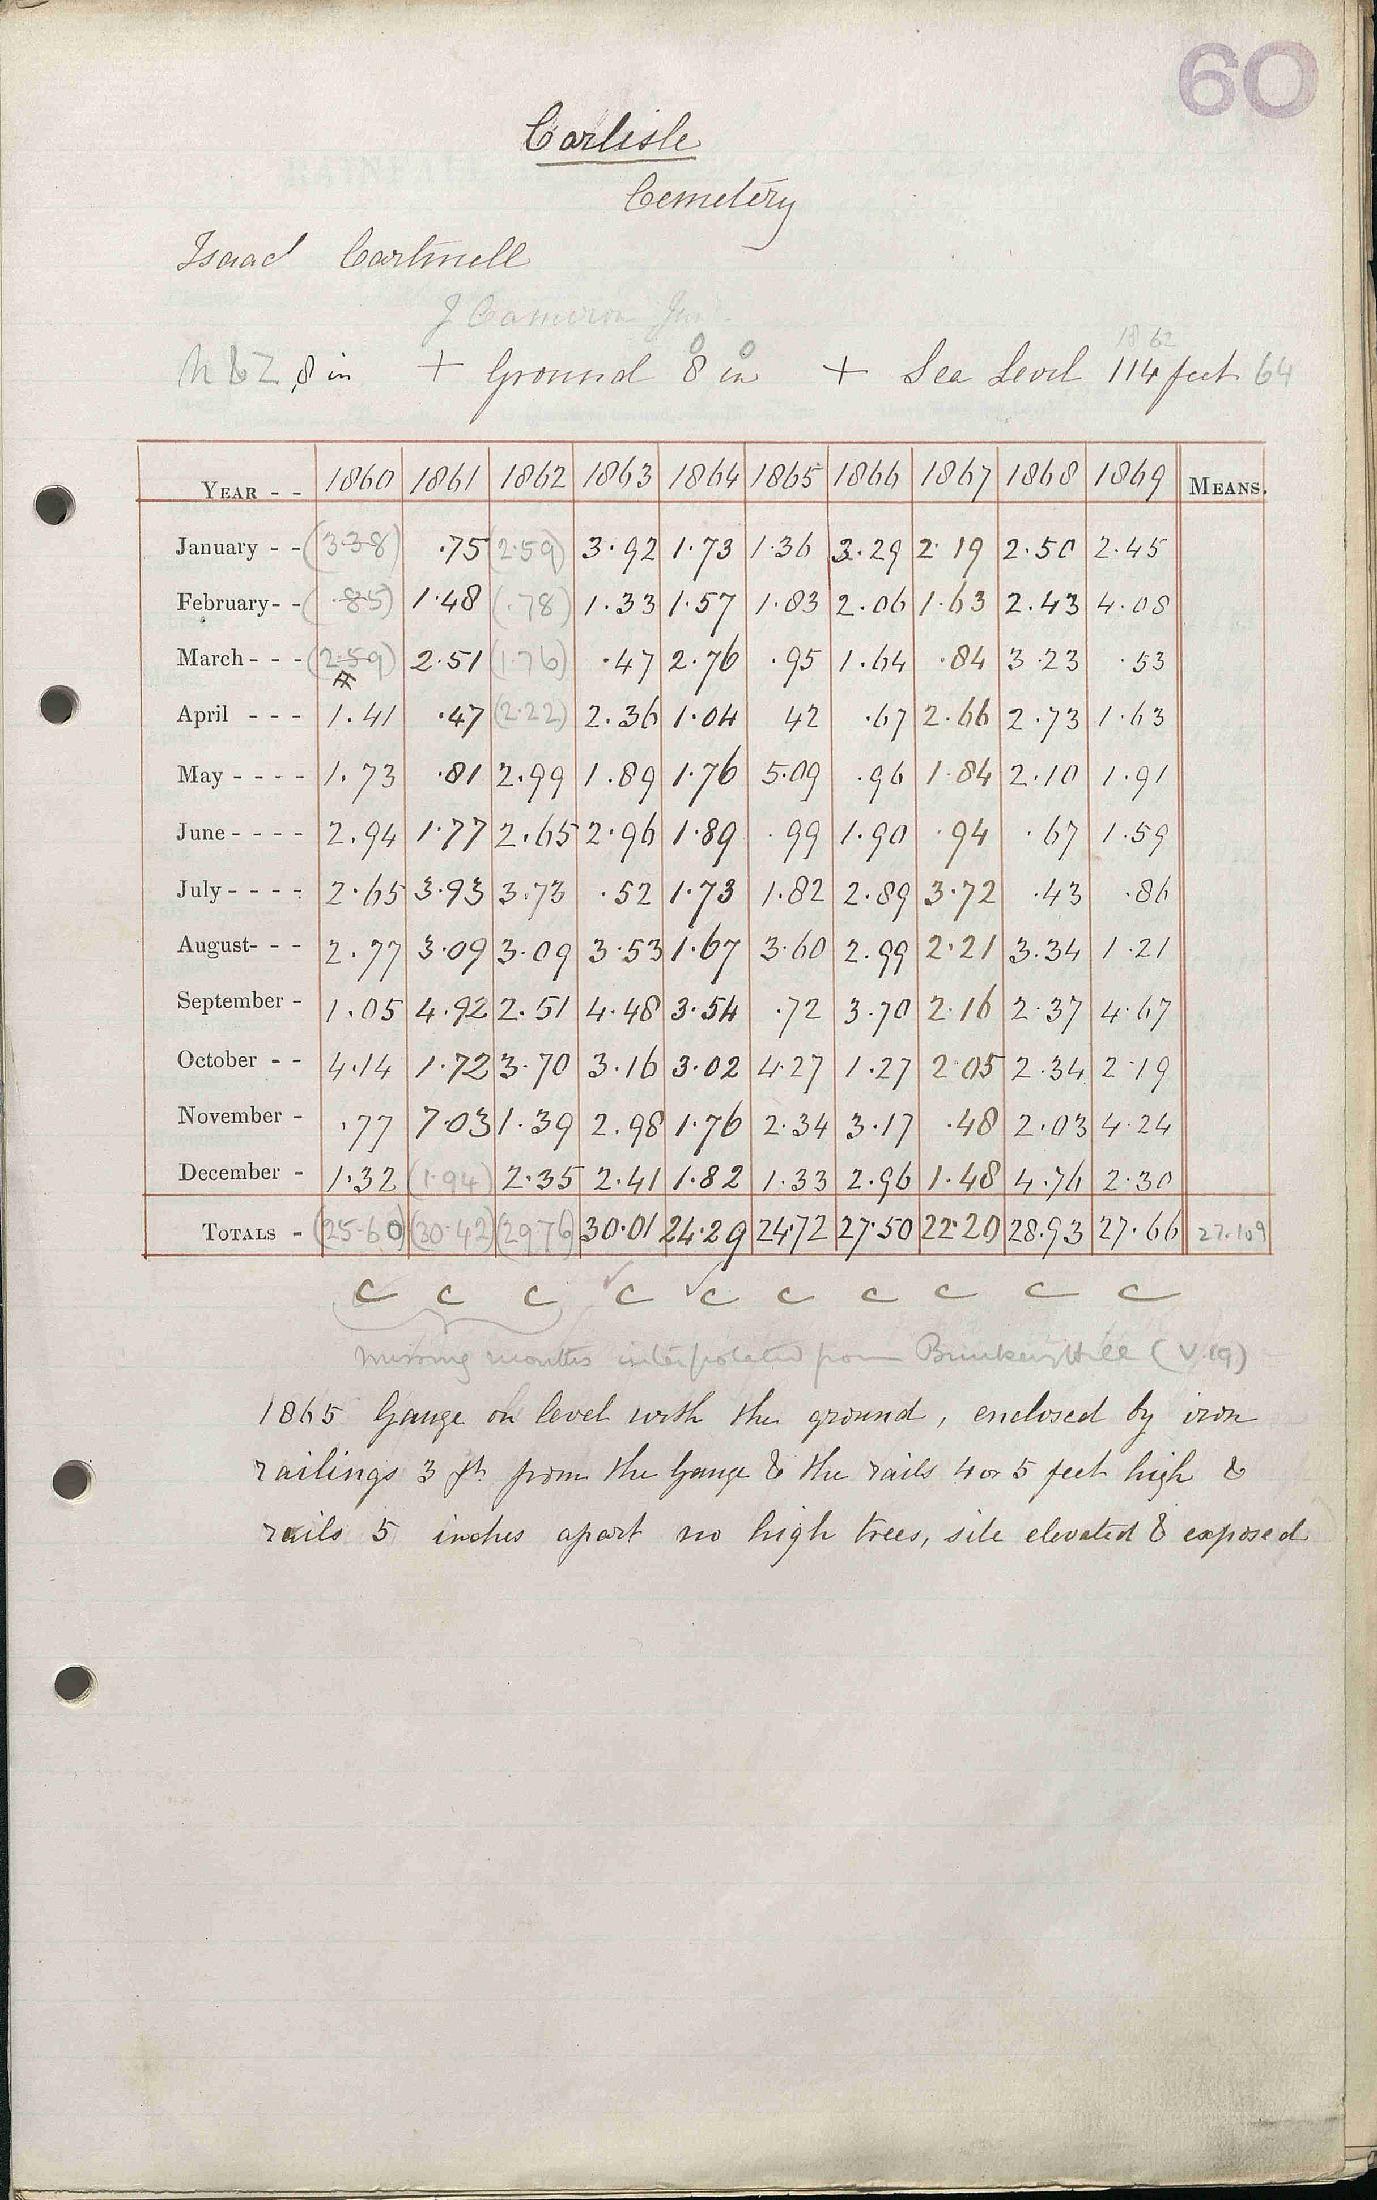 60
Carlisle
Cemetery
Isaac Cartmell
J Cameron Junr.
N & Z 8 in + Ground 8 in + Sea Level 114 feet 64
0 0
1862
YEAR - - 1860 1861 1862 1863 1864 1865 1866 1867 1868 1869 MEANS.
January - - (3.38) .75 (2.59) 3.92 1.73 1.36 3.29 2.19 2.50 2.45
February - - (.85) 1.48 (.78) 1.33 1.57 1.83 2.06 1.63 2.43 4.08
March - - - (2.59) 2.51 (1.76) .47 2.76 .95 1.64 .84 3.23 .53
April - - - 1.41 .47 (2.22) 2.36 1.04 42 .67 2.66 2.73 1.63
May - - - - 1.73 .81 2.99 1.89 1.76 5.09 .96 1.84 2.10 1.91
June - - - - 2.94 1.77 2.65 2.96 1.89 .99 1.90 .94 .67 1.59
July - - - - 2.65 3.93 3.73 .52 1.73 1.82 2.89 3.72 .43 .86
August - - - 2.77 3.09 3.09 3.53 1.67 3.60 2.99 2.21 3.34 1.21
September - 1.05 4.92 2.51 4.48 3.54 .72 3.70 2.16 2.37 4.67
October - - 4.14 1.72 3.70 3.16 3.02 4.27 1.27 2.05 2.34 2.19
November - .77 7.03 1.39 2.98 1.76 2.34 3.17 .48 2.03 4.24
December - 1.32 (1.94) 2.35 2.41 1.82 1.33 2.96 1.48 4.76 2.30
TOTALS - (25.60) (30.42) (29.76) 30.01 24.29 24.72 27.50 22.20 28.93 27.66 27.109
C C C C C C C C C C
missing months interpolated from Brunkery Hill (V.19)
1865 Gauge on level with the ground, enclosed by iron
railings 3 ft from the Gauge & the rails 4 or 5 feet high &
rails 5 inches apart no high trees, site elevated & exposed